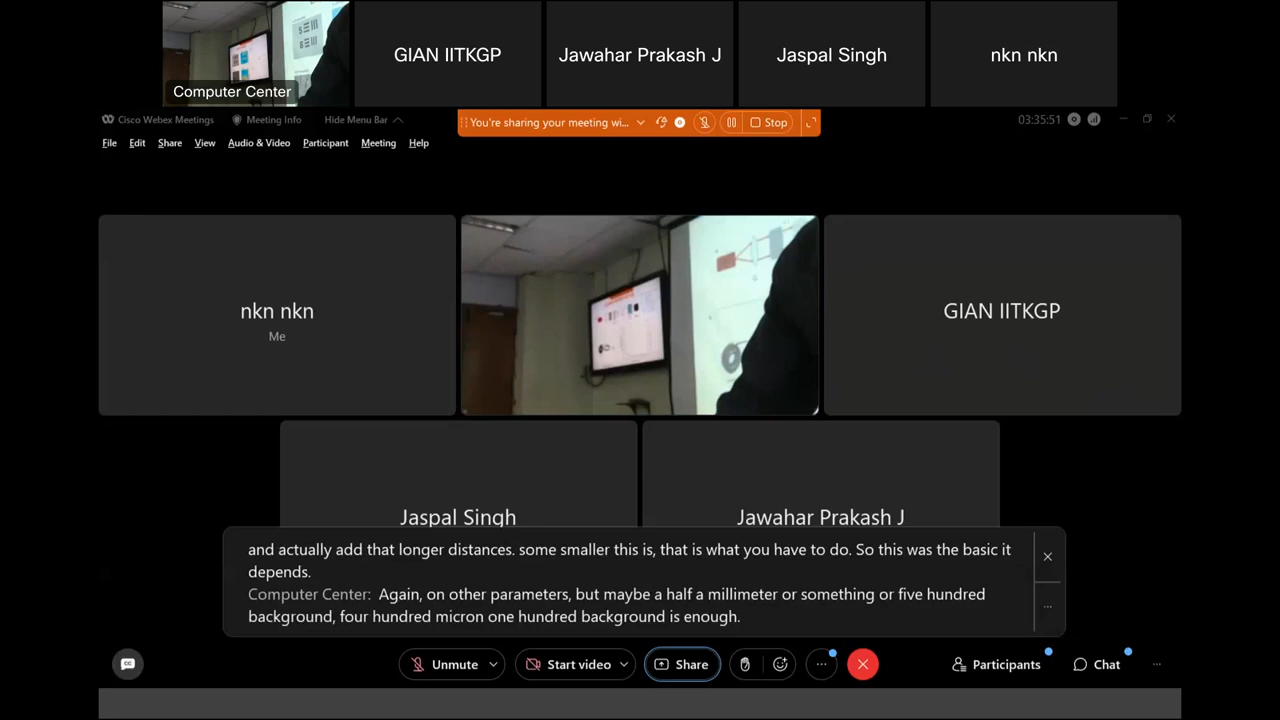 Computer Center
GIAN IITKGP
Jawahar Prakash J
Jaspal Singh
nkn nkn
Cisco Webex Meetings
Meeting Info
Hide Menu Bar
You're sharing your meeting wi...
Stop
03:35:51
File Edit Share View Audio & Video Participant Meeting Help
nkn nkn
Me
GIAN IITKGP
Jaspal Singh
Jawahar Prakash J
and actually add that longer distances. some smaller this is, that is what you have to do. So this was the basic it
depends.
Computer Center: Again, on other parameters, but maybe a half a millimeter or something or five hundred
background, four hundred micron one hundred background is enough.
Unmute
Start video
Share
Participants
Chat